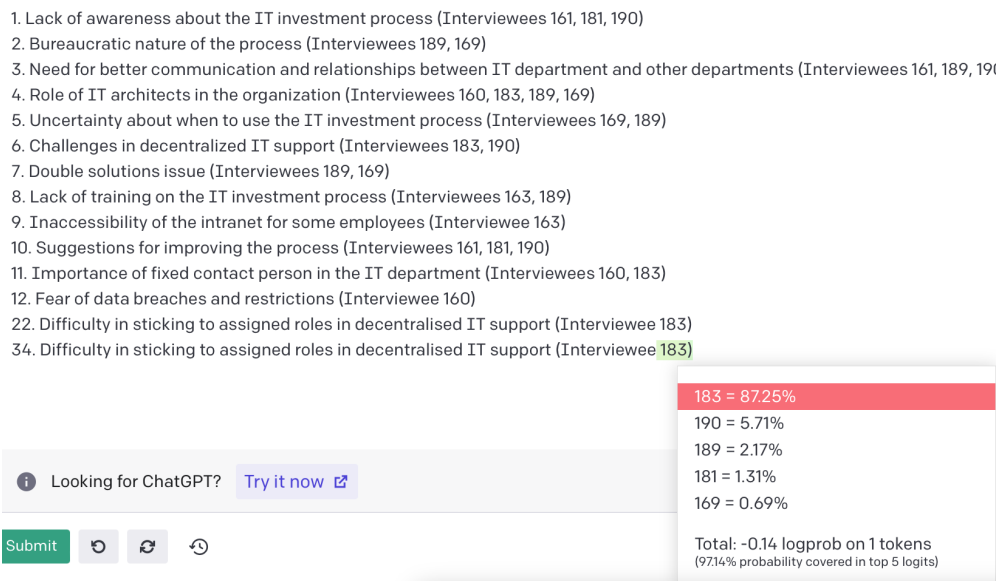 1. Lack of awareness about the IT investment process (Interviewees 161, 181, 190)
2. Bureaucratic nature of the process (Interviewees 189, 169)
3. Need for better communication and relationships between IT department and other departments (Interviewees 161, 189,
4. Role of IT architects in the organization (Interviewees 160, 183, 189, 169)
5. Uncertainty about when to use the IT investment process (Interviewees 169, 189)
6. Challenges in decentralized IT support (Interviewees 183, 190)
7. Double solutions issue (Interviewees 189, 169)
8. Lack of training on the IT investment process (Interviewees 163, 189)
9. Inaccessibility of the intranet for some employees (Interviewee 163)
10. Suggestions for improving the process (Interviewees 161, 181, 190)
11. Importance of fixed contact person in the IT department (Interviewees 160, 183)
12. Fear of data breaches and restrictions (Interviewee 160)
22. Difficulty in sticking to assigned roles in decentralised IT support (Interviewee 183)
34. Difficulty in sticking to assigned roles in decentralised IT support (Interviewee 183)
183 = 87.25%
190 = 5.71%
189 = 2.17%
181 = 1.31%
169 = 0.69%
Total: -0.14 logprob on 1 tokens
(97.14% probability covered in top 5 logits)
Looking for ChatGPT? Try it now
Submit